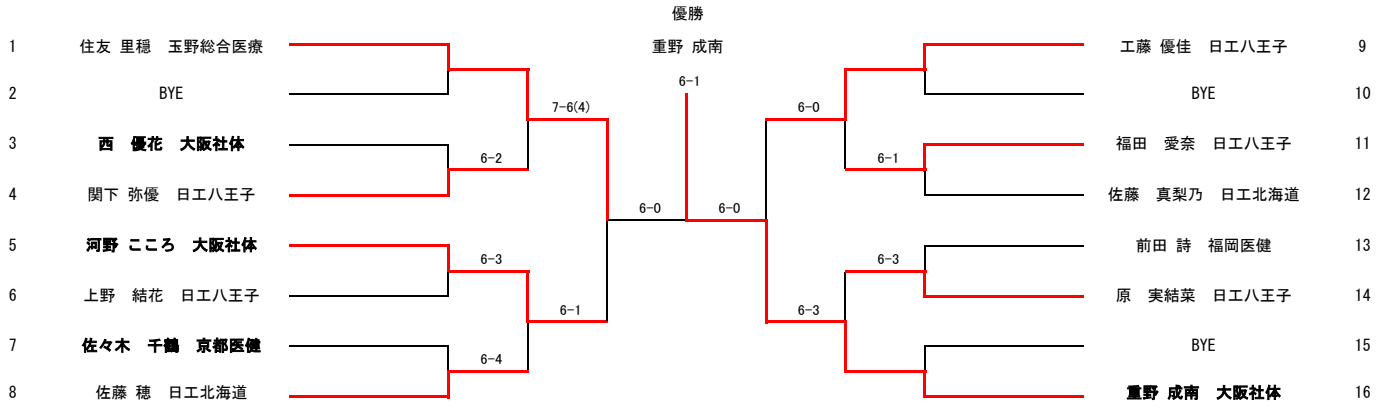 優勝
1 住友 里穏 玉野総合医療 重野 成南 工藤 優佳 日工八王子 9
6-1
2 BYE 7-6(4) 6-0 BYE 10
3 西 優花 大阪社体 福田 愛奈 日工八王子 11
6-2 6-1
4 関下 弥優 日工八王子 佐藤 真梨乃 日工北海道 12
6-0 6-0
5 河野 こころ 大阪社体 前田 詩 福岡医健 13
6-3 6-3
6 上野 結花 日工八王子 原 実結菜 日工八王子 14
6-1 6-3
7 佐々木 千鶴 京都医健 BYE 15
6-4
8 佐藤 穂 日工北海道 重野 成南 大阪社体 16